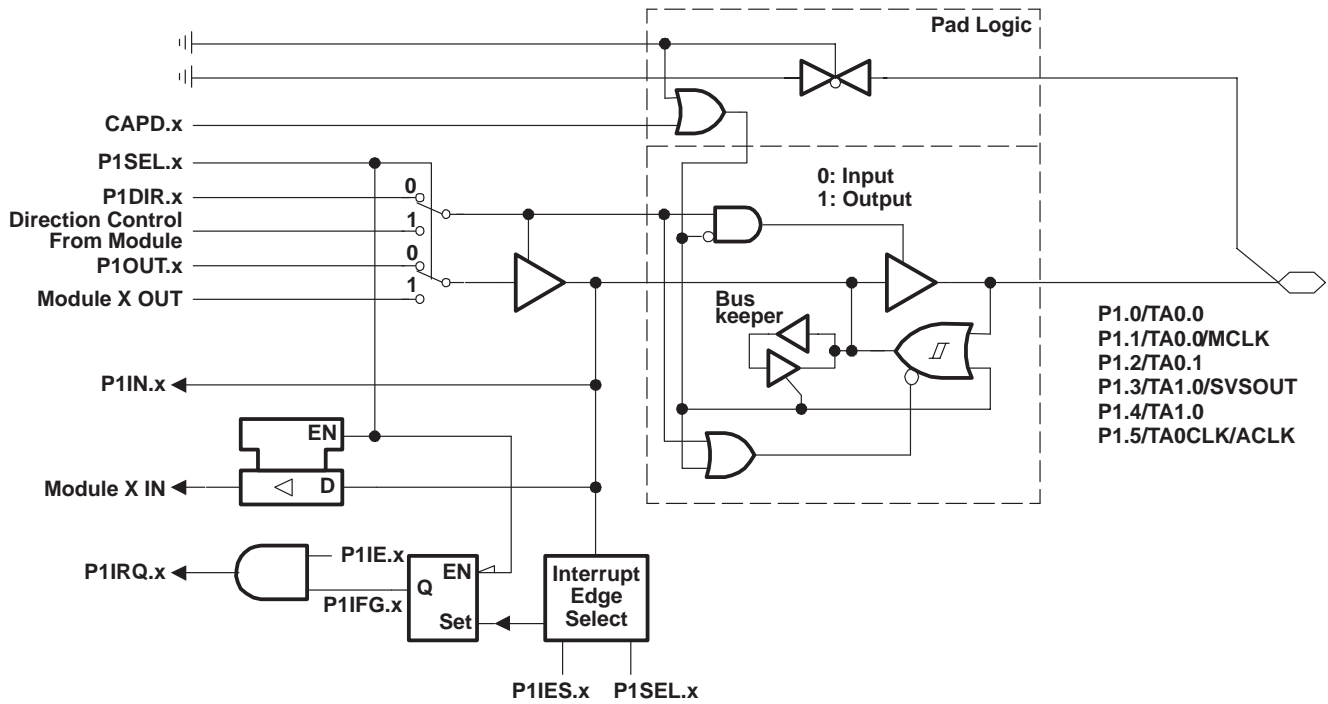 Pad Logic
CAPD.x
P1SEL.x
0
P1DIR.x
Direction Control
From Module
1
0
P1OUT.x
1
Module X OUT
0: Input
1: Output
Bus
keeper
P1.0/TA0.0
P1.1/TA0.0/MCLK
P1.2/TA0.1
P1.3/TA1.0/SVSOUT
P1.4/TA1.0
P1.5/TA0CLK/ACLK
P1IN.x
EN
D
Module X IN
P1IE.x
P1IRQ.x
P1IFG.x
EN
Q
Set
Interrupt
Edge
Select
P1IES.x
P1SEL.x